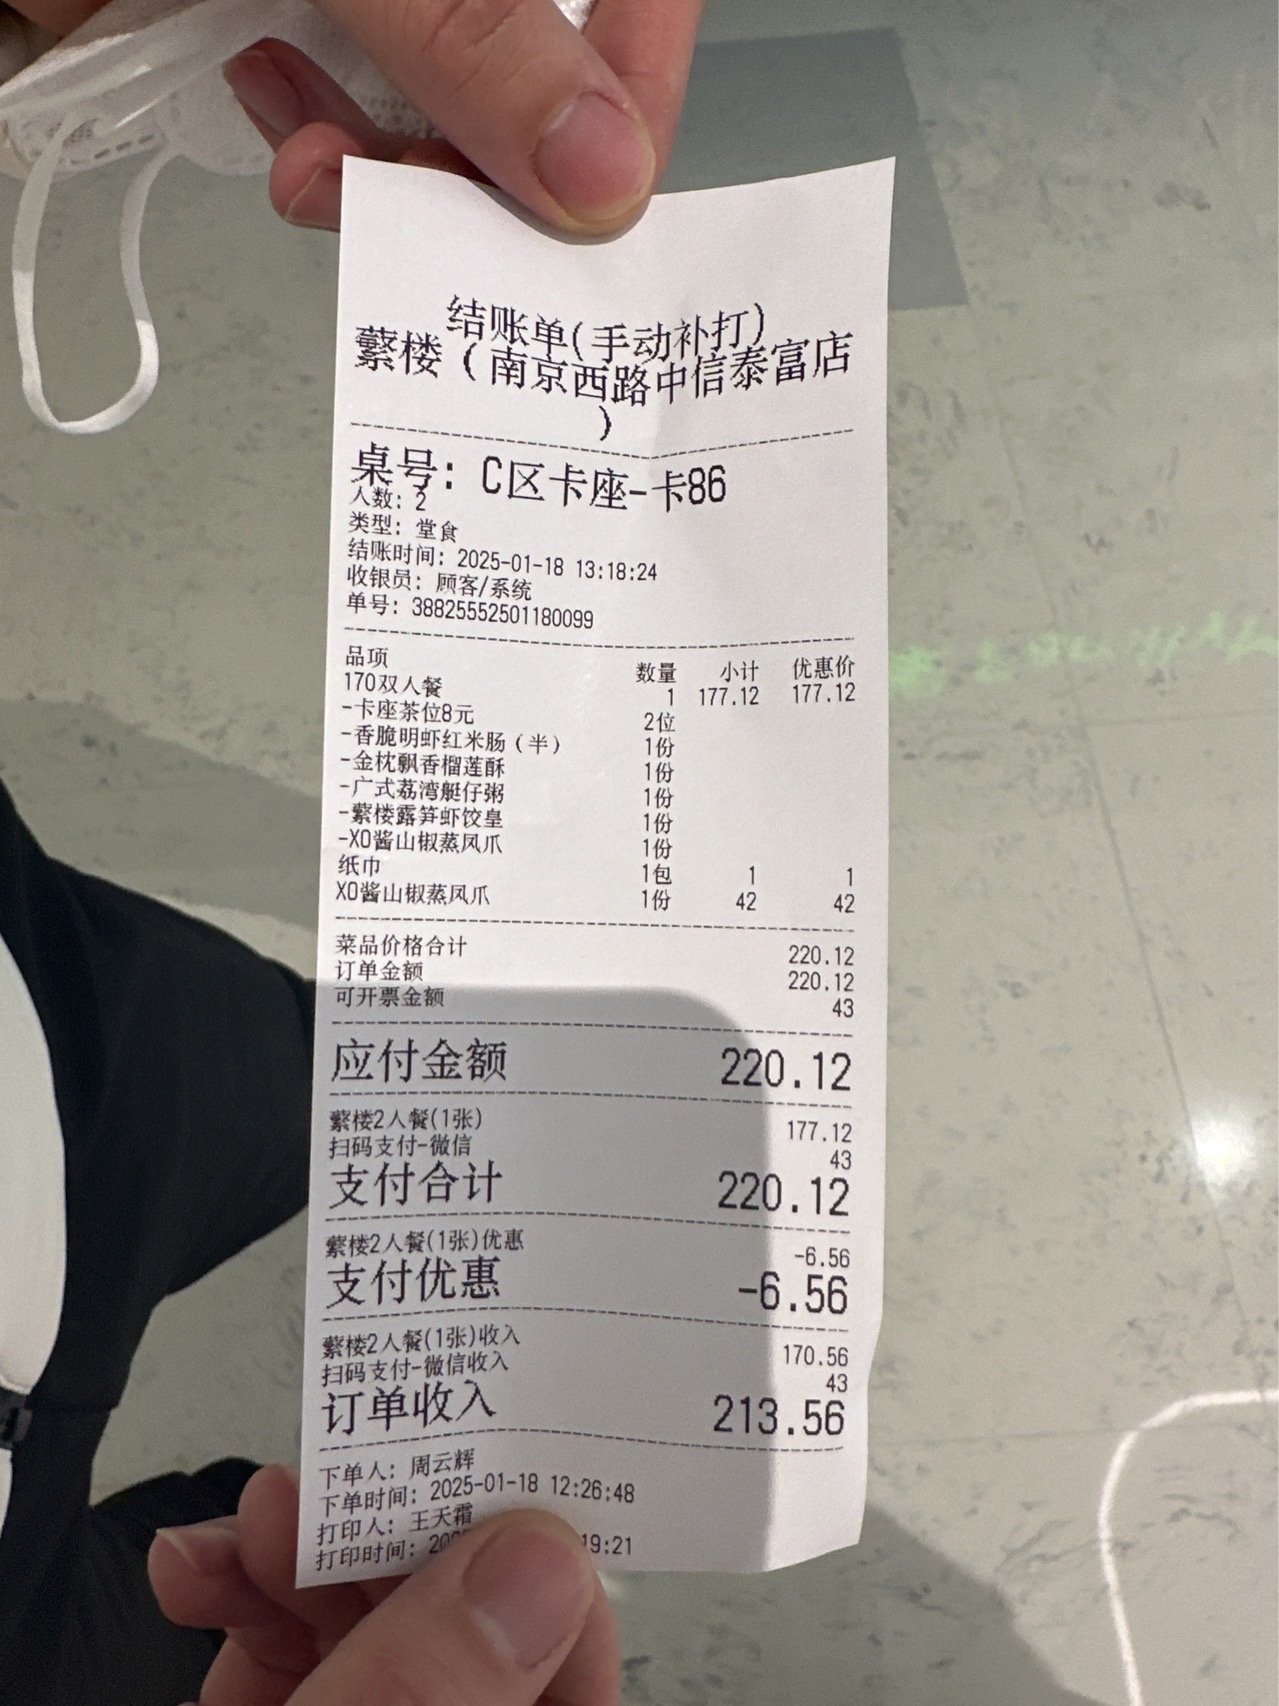 结账单(手动补打)
蘩楼（南京西路中信泰富店
）
桌号：C区卡座-卡86
人数：2
类型：堂食
结账时间：2025-01-18 13:18:24
收银员：顾客/系统
单号：38825552501180099
品项 数量 小计 优惠价
170双人餐 1 177.12 177.12
-卡座茶位8元 2位
-香脆明虾红米肠（半） 1份
-金枕飘香榴莲酥 1份
-广式荔湾艇仔粥 1份
-蘩楼露笋虾饺皇 1份
-XO酱山椒蒸凤爪 1份
纸巾 1包 1 1
XO酱山椒蒸凤爪 1份 42 42
菜品价格合计 220.12
订单金额 220.12
可开票金额 43
应付金额 220.12
蘩楼2人餐(1张) 177.12
扫码支付-微信 43
支付合计 220.12
蘩楼2人餐(1张)优惠 -6.56
支付优惠 -6.56
蘩楼2人餐(1张)收入 170.56
扫码支付-微信收入 43
订单收入 213.56
下单人：周云辉
下单时间：2025-01-18 12:26:48
打印人：王天霜
打印时间：20 19:21